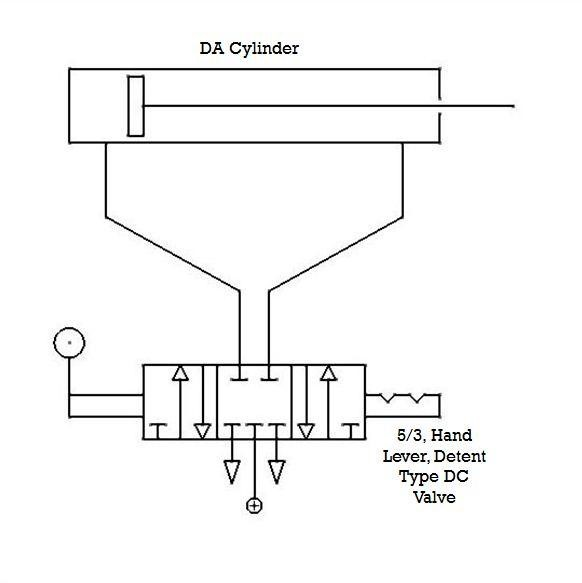 DA Cylinder
5/3, Hand
Lever, Detent
Type DC
Valve